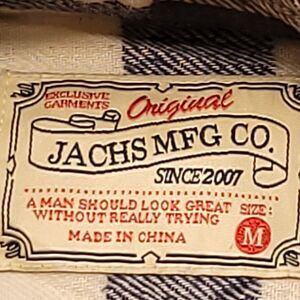 EXCLUSIVE
GARMENTS
Original
JACHS MFG CO.
SINCE 2007
A MAN SHOULD LOOK GREAT
WITHOUT REALLY TRYING
SIZE:
M
MADE IN CHINA